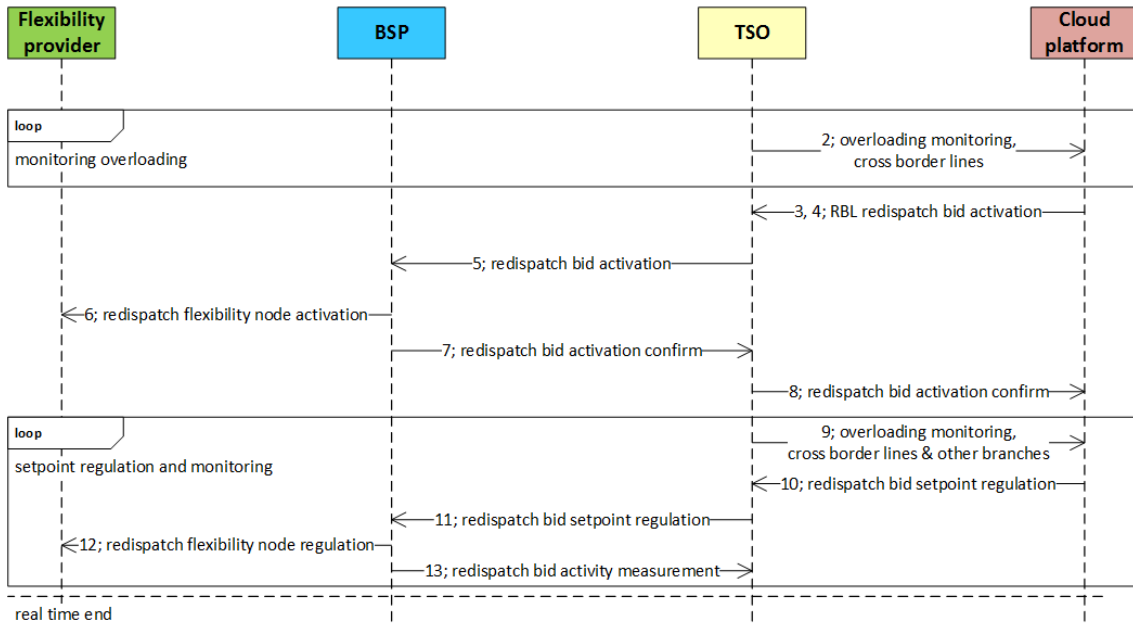 Flexibility
provider
BSP
TSO
Cloud
platform
loop
monitoring overloading
2; overloading monitoring,
cross border lines
3, 4; RBL redispatch bid activation
5; redispatch bid activation
6; redispatch flexibility node activation
7; redispatch bid activation confirm
8; redispatch bid activation confirm
loop
setpoint regulation and monitoring
9; overloading monitoring,
cross border lines & other branches
10; redispatch bid setpoint regulation
11; redispatch bid setpoint regulation
12; redispatch flexibility node regulation
13; redispatch bid activity measurement
real time end